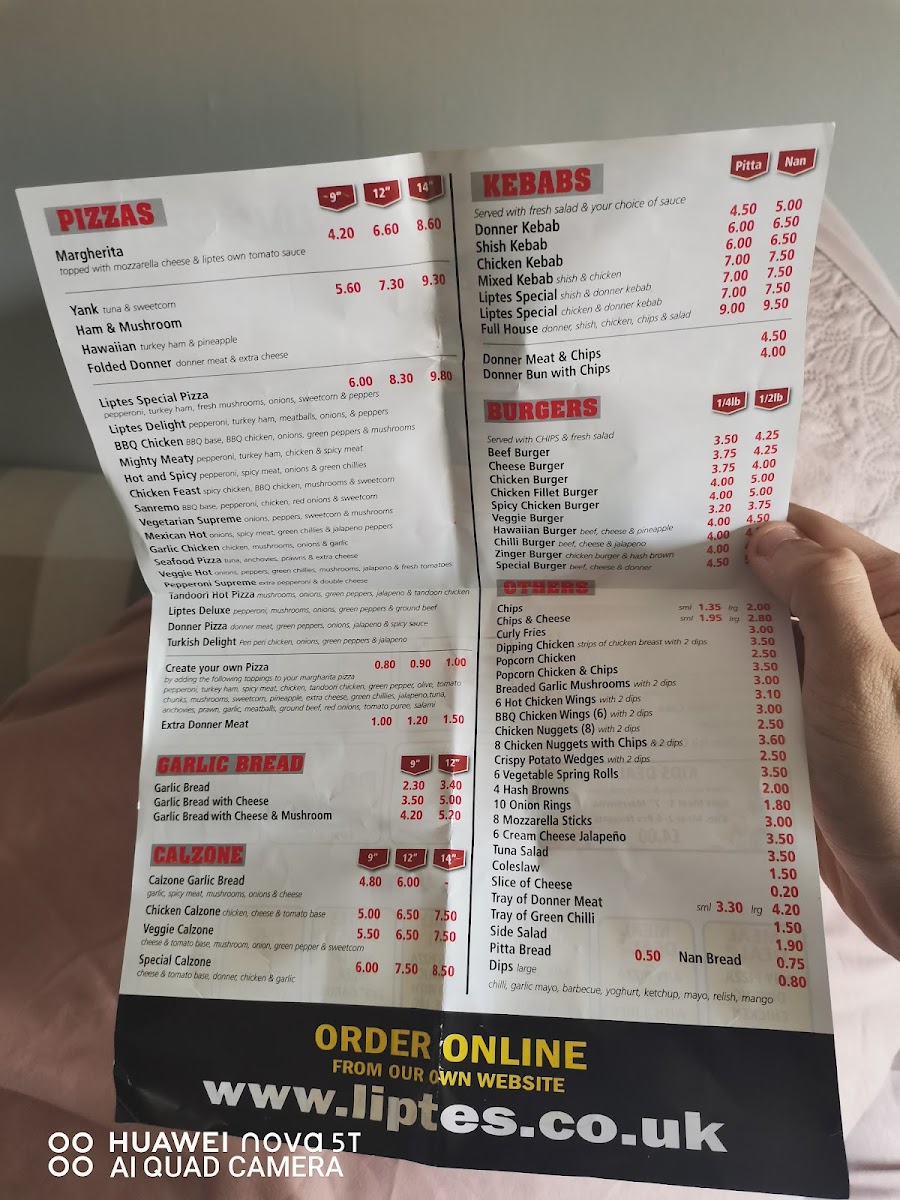 PIZZAS 9" 12" 14"
Margherita 4.20 6.60 8.60
topped with mozzarella cheese & liptes own tomato sauce
Yank tuna & sweetcorn 5.60 7.30 9.30
Ham & Mushroom
Hawaiian turkey ham & pineapple
Folded Donner donner meat & extra cheese
Liptes Special Pizza 6.00 8.30 9.80
pepperoni, turkey ham, fresh mushrooms, onions, sweetcorn & peppers
Liptes Delight pepperoni, turkey ham, meatballs, onions, & peppers
BBQ Chicken BBQ base, BBQ chicken, onions, green peppers & mushrooms
Mighty Meaty pepperoni, turkey ham, chicken & spicy meat
Hot and Spicy pepperoni, spicy meat, onions & green chillies
Chicken Feast spicy chicken, BBQ chicken, mushrooms & sweetcorn
Sanremo BBQ base, pepperoni, chicken, red onions & sweetcorn
Vegetarian Supreme onions, peppers, sweetcorn & mushrooms
Mexican Hot onions, spicy meat, green chillies & jalapeno peppers
Garlic Chicken chicken, mushrooms, onions & garlic
Seafood Pizza tuna, anchovies, prawns & extra cheese
Veggie Hot onions, peppers, green chillies, mushrooms, jalapeno & fresh tomatoes
Pepperoni Supreme extra pepperoni & double cheese
Tandoori Hot Pizza mushrooms, onions, green peppers, jalapeno & tandoori chicken
Liptes Deluxe pepperoni, mushrooms, onions, green peppers & ground beef
Donner Pizza donner meat, green peppers, onions, jalapeno & spicy sauce
Turkish Delight Peri peri chicken, onions, green peppers & jalapeno
Create your own Pizza 0.80 0.90 1.00
by adding the following toppings to your margharita pizza
pepperoni, turkey ham, spicy meat, chicken, tandoori chicken, green pepper, olive, tomato
chunks, mushrooms, sweetcorn, pineapple, extra cheese, green chillies, jalapeno,tuna,
anchovies, prawn, garlic, meatballs, ground beef, red onions, tomato puree, salami
Extra Donner Meat 1.00 1.20 1.50
GARLIC BREAD 9" 12"
Garlic Bread 2.30 3.40
Garlic Bread with Cheese 3.50 5.00
Garlic Bread with Cheese & Mushroom 4.20 5.20
CALZONE 9" 12" 14"
Calzone Garlic Bread 4.80 6.00 -
garlic, spicy meat, mushrooms, onions & cheese
Chicken Calzone chicken, cheese & tomato base 5.00 6.50 7.50
Veggie Calzone 5.50 6.50 7.50
cheese & tomato base, mushroom, onion, green pepper & sweetcorn
Special Calzone 6.00 7.50 8.50
cheese & tomato base, donner, chicken & garlic
KEBABS Pitta Nan
Served with fresh salad & your choice of sauce
Donner Kebab 4.50 5.00
Shish Kebab 6.00 6.50
Chicken Kebab 6.00 6.50
Mixed Kebab shish & chicken 7.00 7.50
Liptes Special shish & donner kebab 7.00 7.50
Liptes Special chicken & donner kebab 7.00 7.50
Full House donner, shish, chicken, chips & salad 9.00 9.50
Donner Meat & Chips 4.50
Donner Bun with Chips 4.00
BURGERS 1/4lb 1/2lb
Served with CHIPS & fresh salad
Beef Burger 3.50 4.25
Cheese Burger 3.75 4.25
Chicken Burger 3.75 4.00
Chicken Fillet Burger 4.00 5.00
Spicy Chicken Burger 4.00 5.00
Veggie Burger 3.20 3.75
Hawaiian Burger beef, cheese & pineapple 4.00 4.50
Chilli Burger beef, cheese & jalapeno 4.00
Zinger Burger chicken burger & hash brown 4.00
Special Burger beef, cheese & donner 4.50
OTHERS
Chips sml 1.35 lrg 2.00
Chips & Cheese sml 1.95 lrg 2.80
Curly Fries 3.00
Dipping Chicken strips of chicken breast with 2 dips 3.50
Popcorn Chicken 2.50
Popcorn Chicken & Chips 3.50
Breaded Garlic Mushrooms with 2 dips 3.00
6 Hot Chicken Wings with 2 dips 3.10
BBQ Chicken Wings (6) with 2 dips 3.00
Chicken Nuggets (8) with 2 dips 2.50
8 Chicken Nuggets with Chips & 2 dips 3.60
Crispy Potato Wedges with 2 dips 2.50
6 Vegetable Spring Rolls 3.50
4 Hash Browns 2.00
10 Onion Rings 1.80
8 Mozzarella Sticks 3.00
6 Cream Cheese Jalapeño 3.50
Tuna Salad 3.50
Coleslaw 1.50
Slice of Cheese 0.20
Tray of Donner Meat sml 3.30 lrg 4.20
Tray of Green Chilli 1.50
Side Salad 1.90
Pitta Bread 0.50 Nan Bread 0.75
Dips large 0.80
chilli, garlic mayo, barbecue, yoghurt, ketchup, mayo, relish, mango
ORDER ONLINE
FROM OUR OWN WEBSITE
www.liptes.co.uk
HUAWEI nova 5T
AI QUAD CAMERA